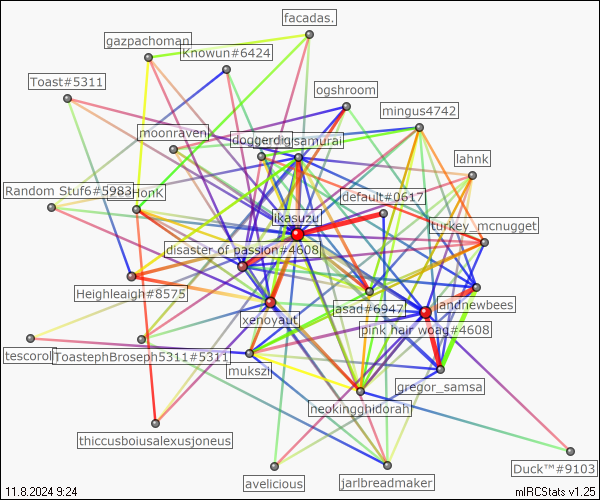 facadas.
gazpachoman
Knowun#6424
Toast#5311
ogshroom
mingus4742
moonraven
doggerdig
samurai
lahnk
Random Stuf6#5983
HonK
default#0617
ikasuzu
turkey_mcnugget
disaster of passion#4608
Heighleaigh#8575
asad#6947
landnewbees
xenoyaut
pink hair woag#4608
tescorol
ToastephBroseph5311#5311
mukszi
gregor_samsa
neokingghidorah
thiccusboiusalexusjoneus
Duck™#9103
avelicious
jarlbreadmaker
11.8.2024 9:24
mIRCStats v1.25